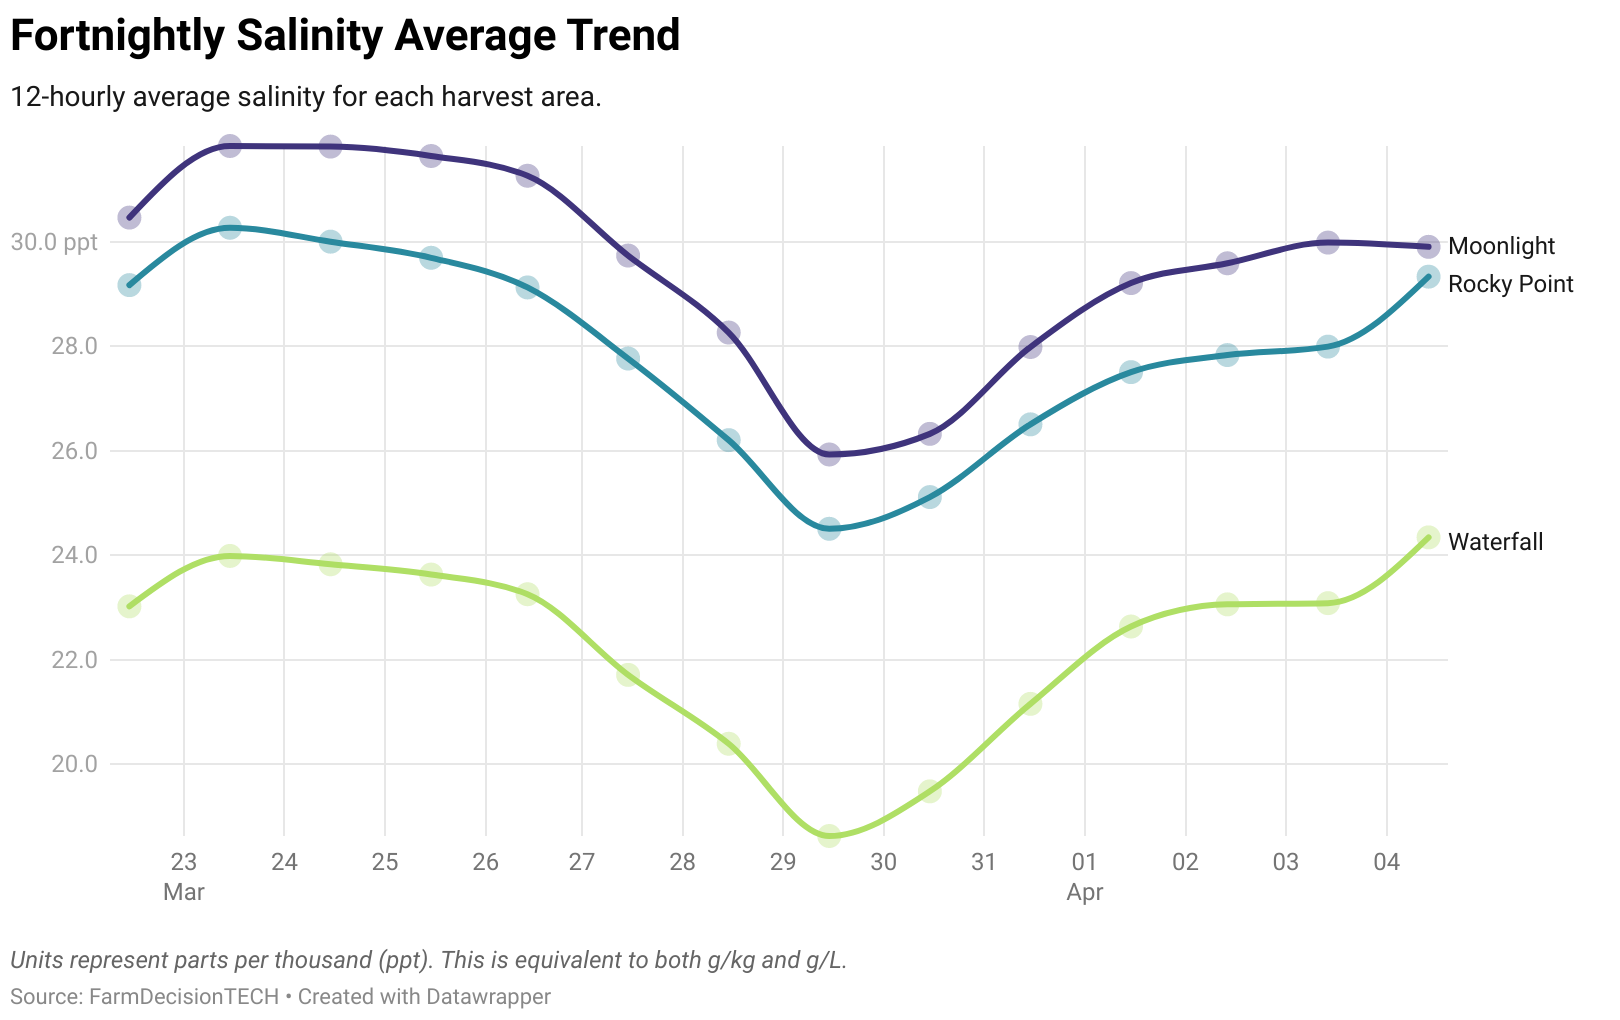 Fortnightly Salinity Average Trend
12-hourly average salinity for each harvest area.
30.0 ppt
28.0
26.0
24.0
22.0
20.0
Moonlight
Rocky Point
Waterfall
23 24 25 26 27 28 29 30 31 01 02 03 04
Mar Apr
Units represent parts per thousand (ppt). This is equivalent to both g/kg and g/L.
Source: FarmDecisionTECH • Created with Datawrapper